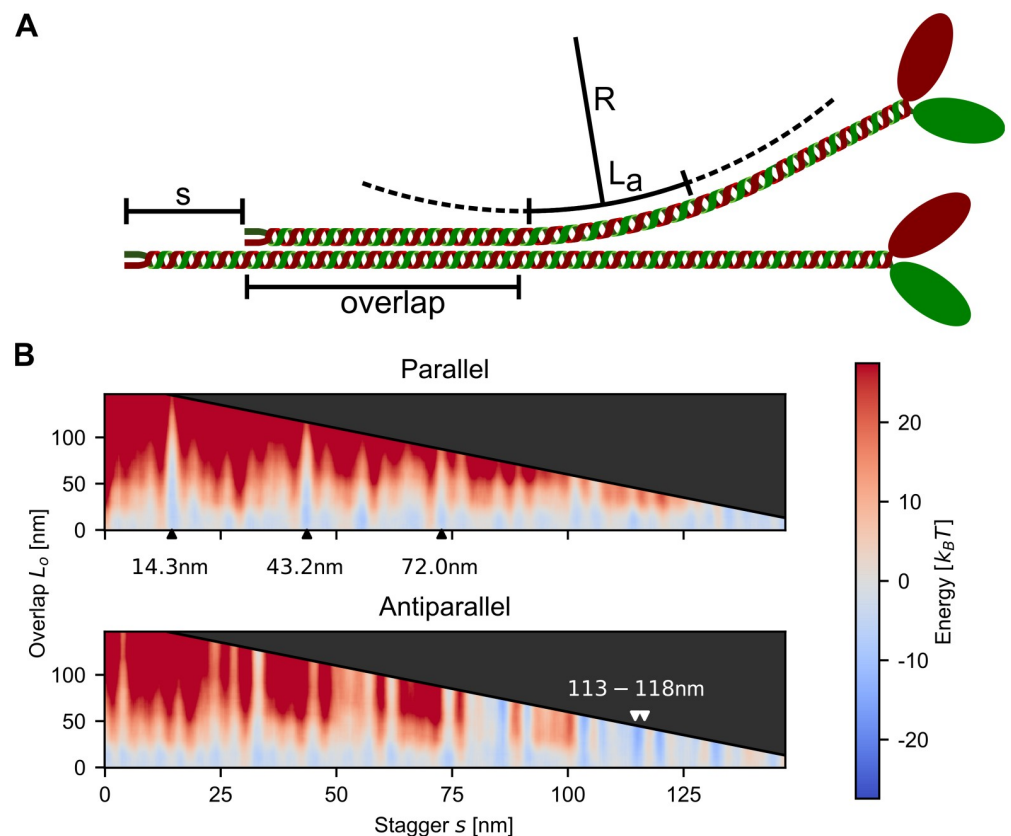 A
R
La
s
overlap
B
Parallel
100
50
0
14.3nm
43.2nm
72.0nm
Antiparallel
113 − 118nm
100
50
0
0
25
50
75
100
125
Stagger s [nm]
Overlap Lo [nm]
20
10
0
-10
-20
Energy [kBT]